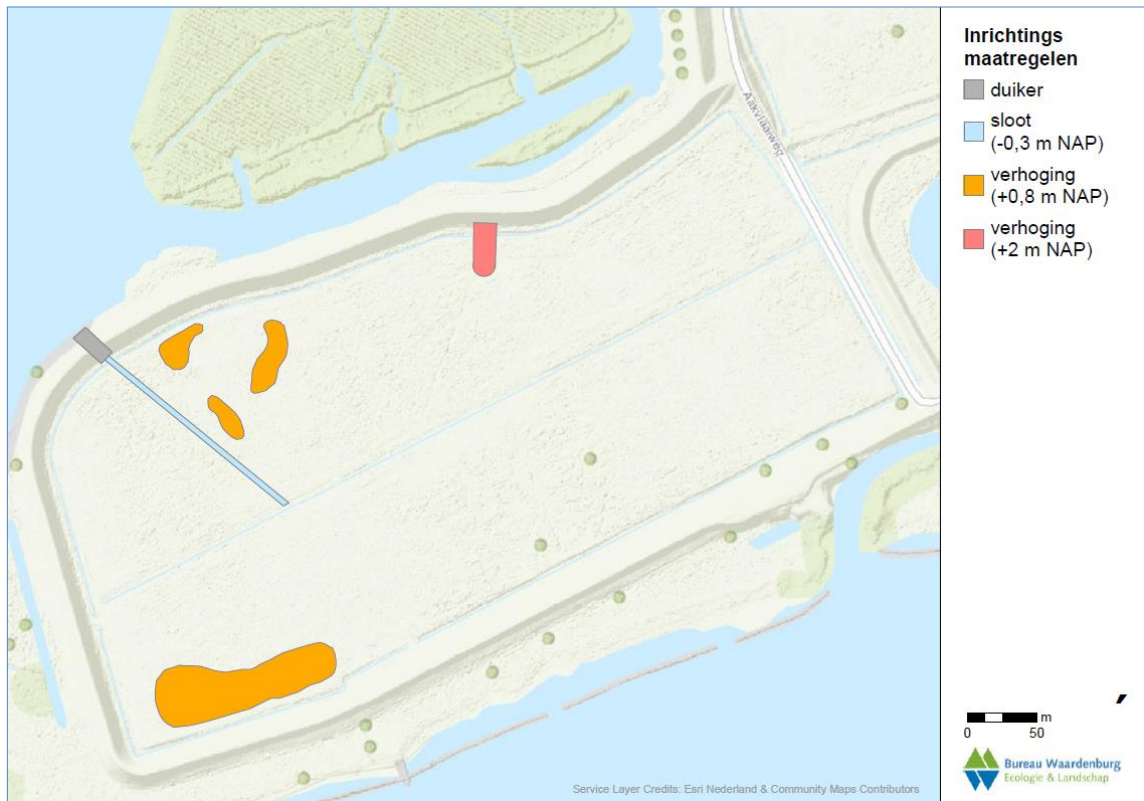 Aakvlaaiweg
Service Layer Credits: Esri Nederland & Community Maps Contributors
Inrichtings
maatregelen
duiker
sloot
(-0,3 m NAP)
verhoging
(+0,8 m NAP)
verhoging
(+2 m NAP)
m
0 50
Bureau Waardenburg
Ecologie & Landschap